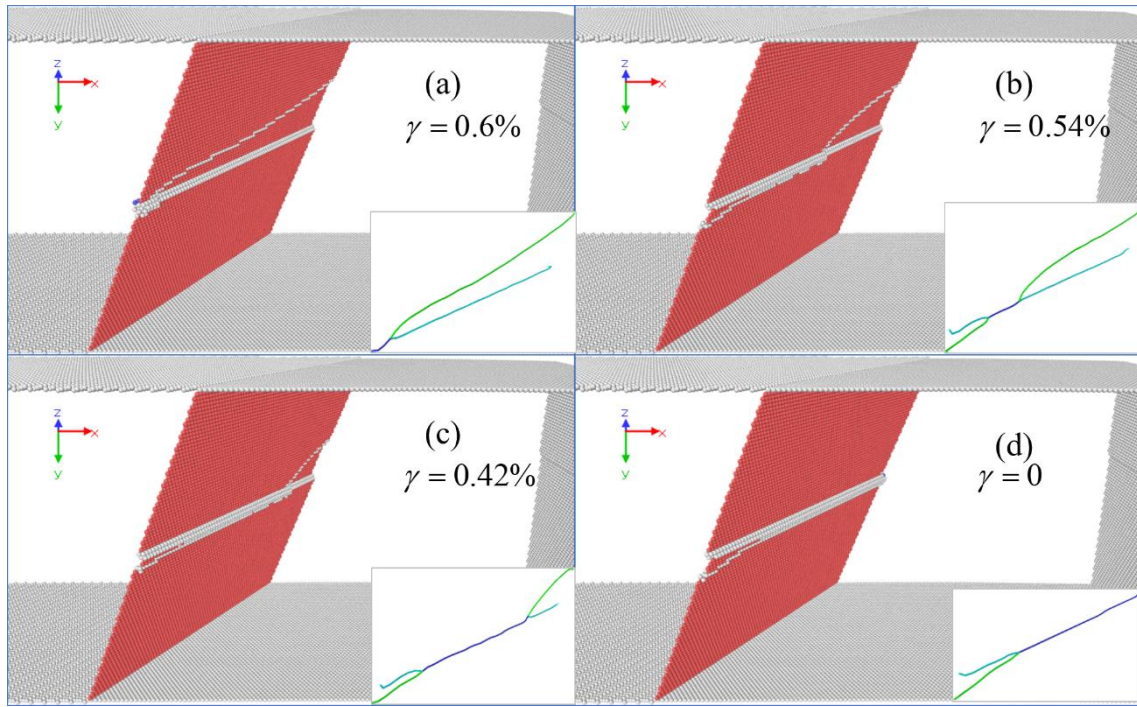 z
x
y
(a)
γ = 0.6%
z
x
y
(b)
γ = 0.54%
z
x
y
(c)
γ = 0.42%
z
x
y
(d)
γ = 0